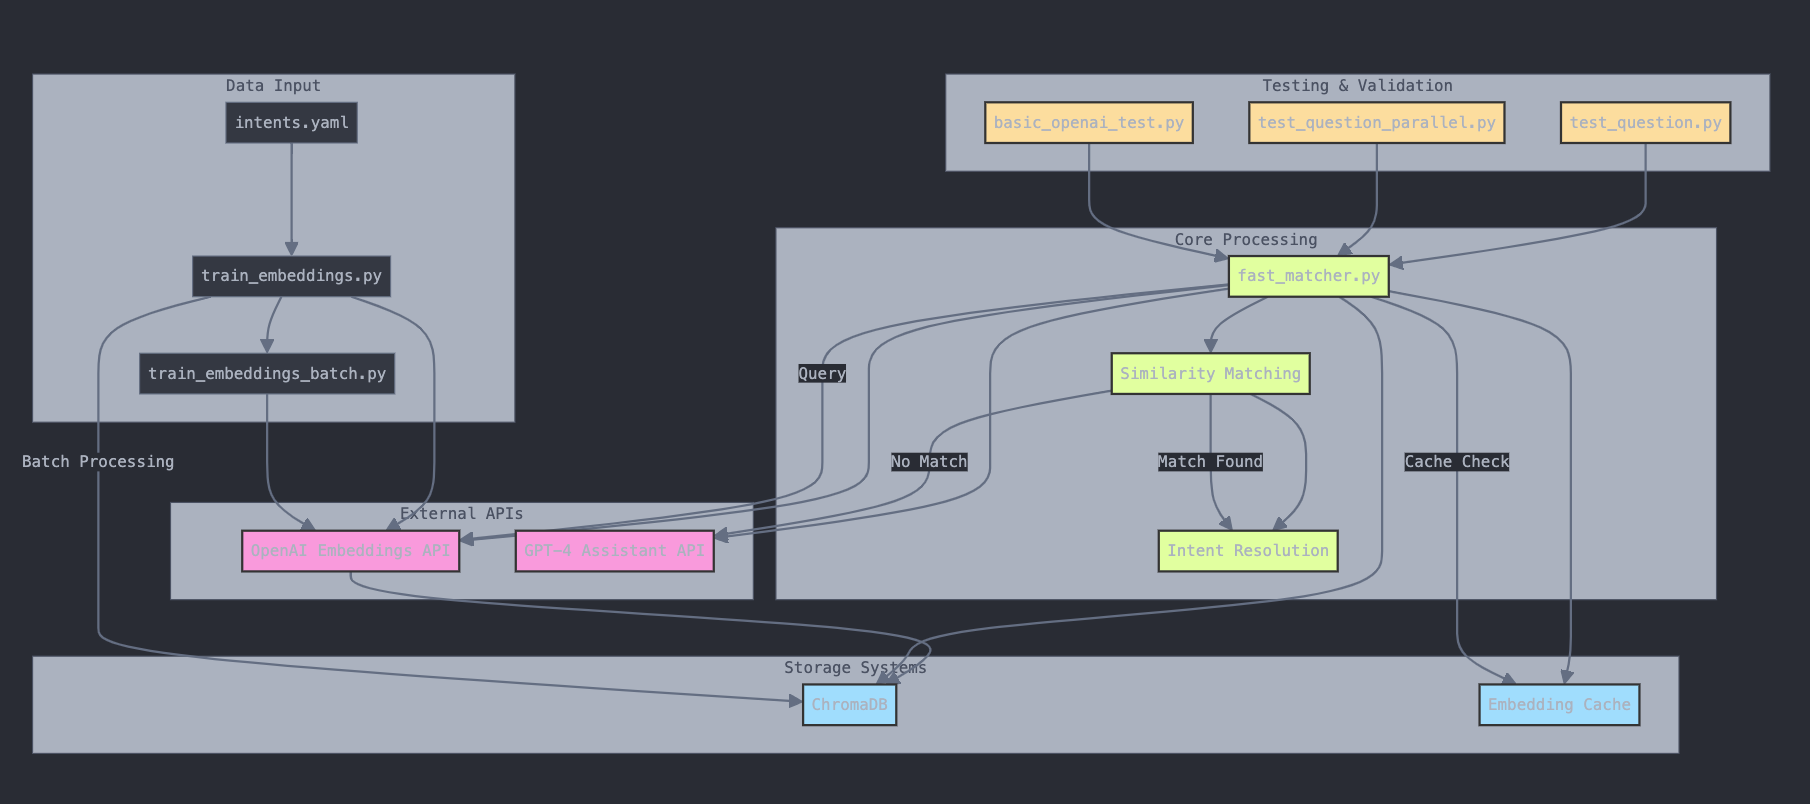 Data Input
intents.yaml
train_embeddings.py
train_embeddings_batch.py
Batch Processing
Testing & Validation
basic_openai_test.py
test_question_parallel.py
test_question.py
Core Processing
fast_matcher.py
Query
Similarity Matching
No Match
Match Found
Cache Check
Intent Resolution
External APIs
OpenAI Embeddings API
GPT-4 Assistant API
Storage Systems
ChromaDB
Embedding Cache